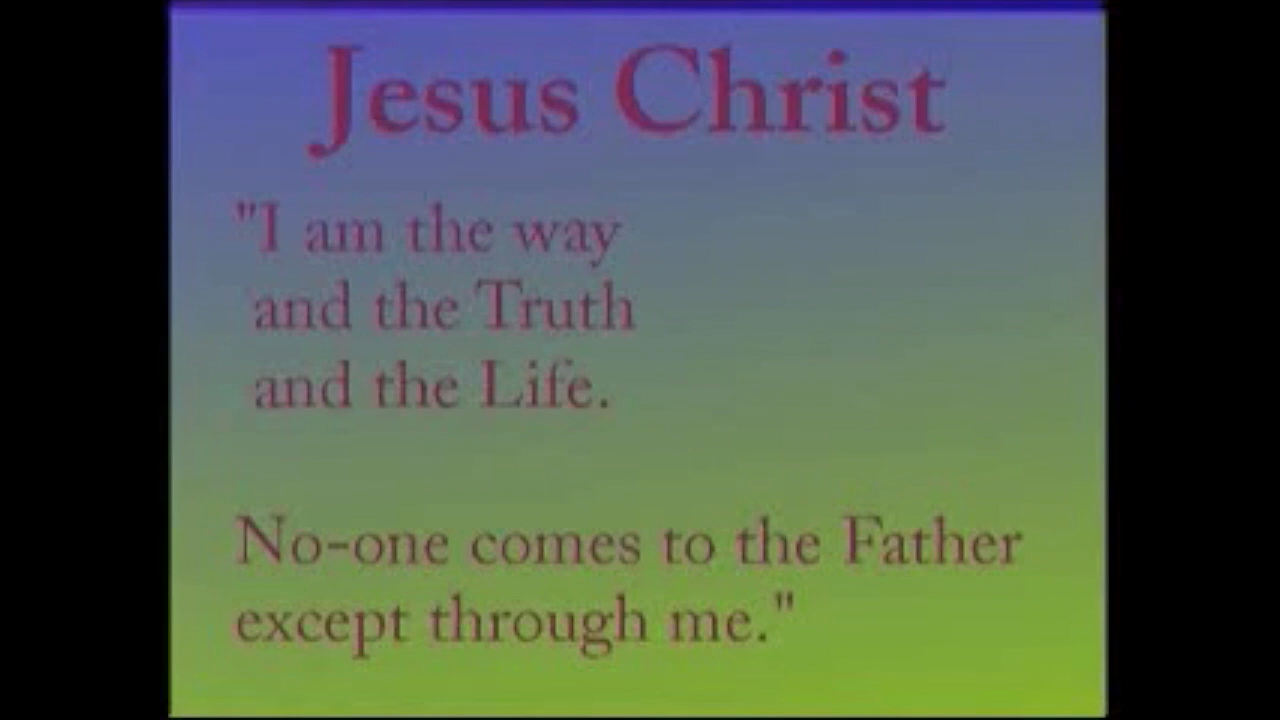 Jesus Christ
"I am the way
and the Truth
and the Life.
No-one comes to the Father
except through me."